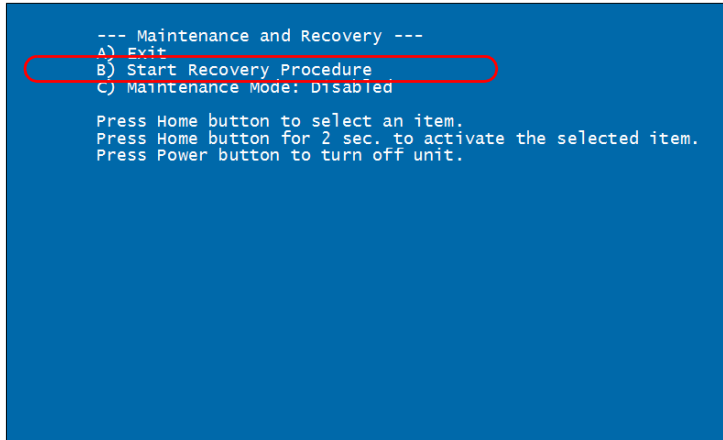 --- Maintenance and Recovery ---
A) Exit
B) Start Recovery Procedure
C) Maintenance Mode: Disabled
Press Home button to select an item.
Press Home button for 2 sec. to activate the selected item.
Press Power button to turn off unit.